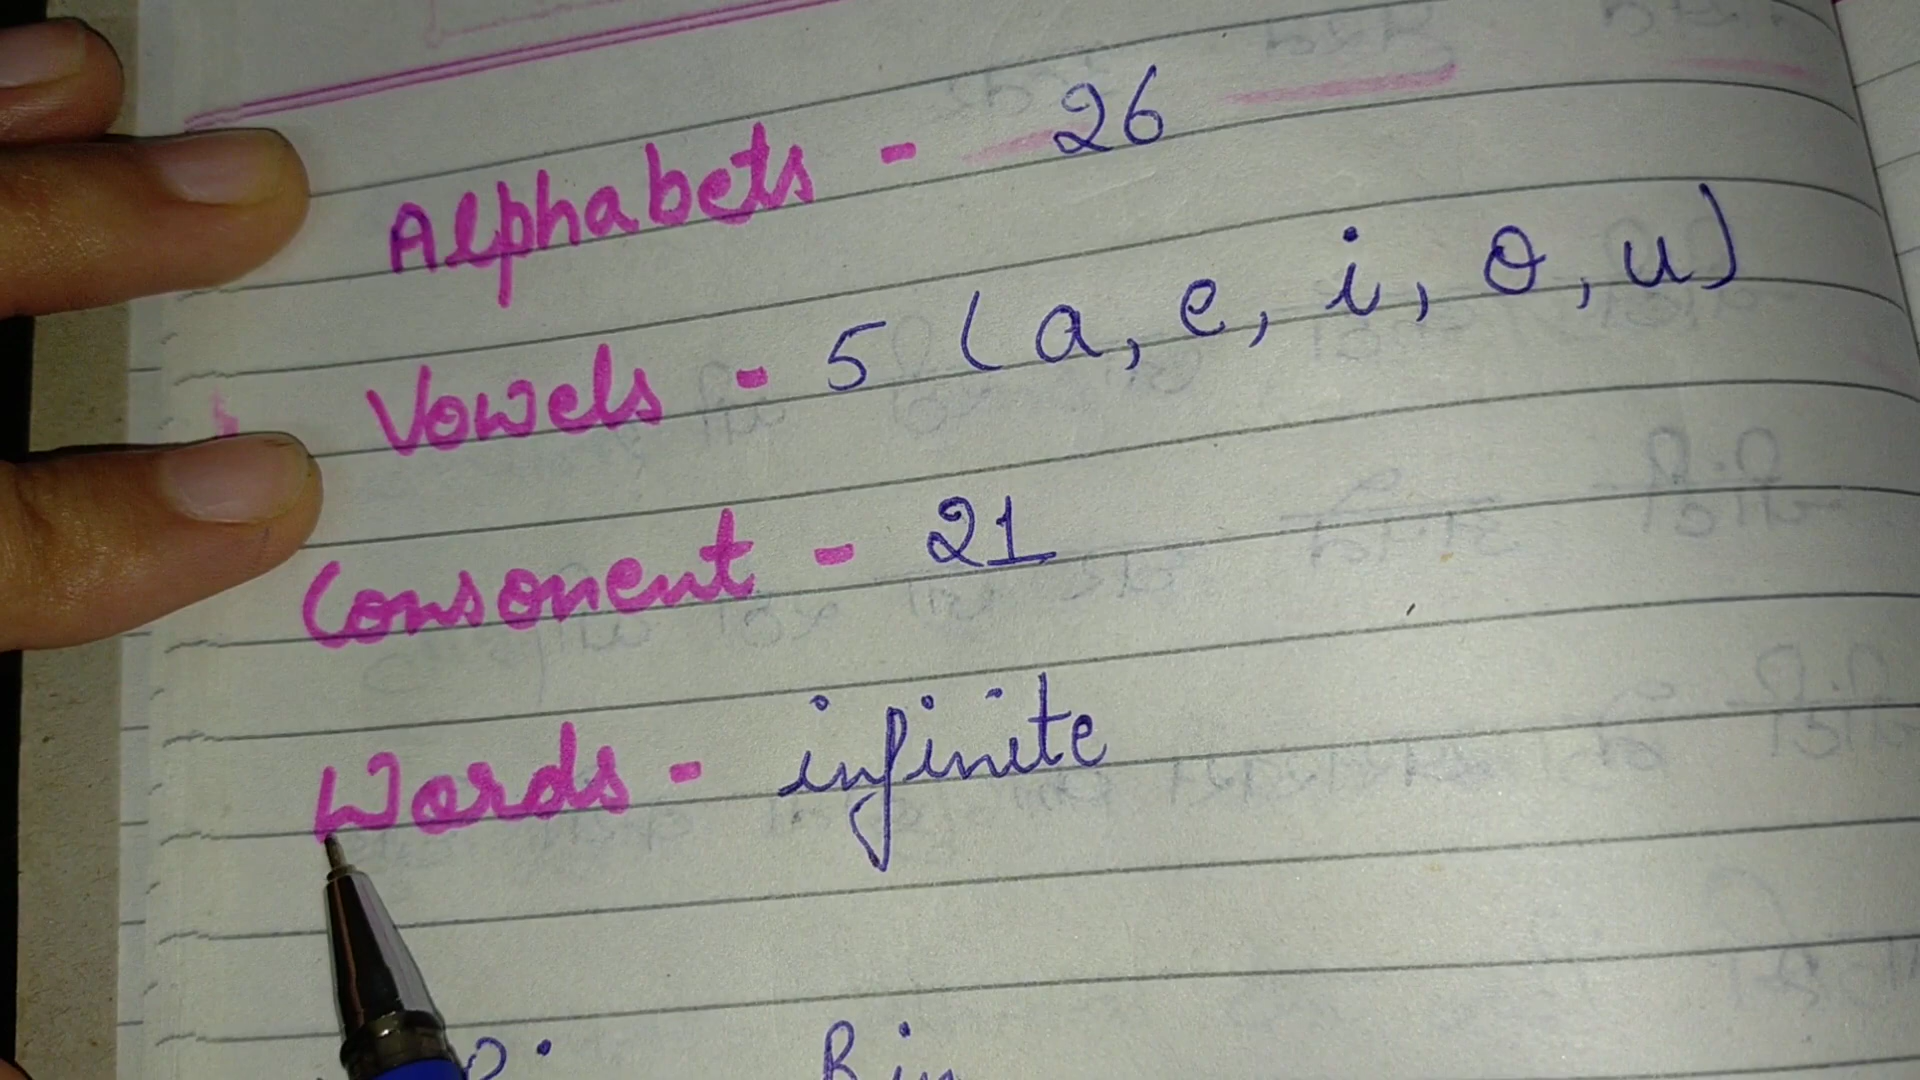 Alphabets - 26
Vowels - 5 (a, e, i, o, u)
Consonent - 21
Words - infinite